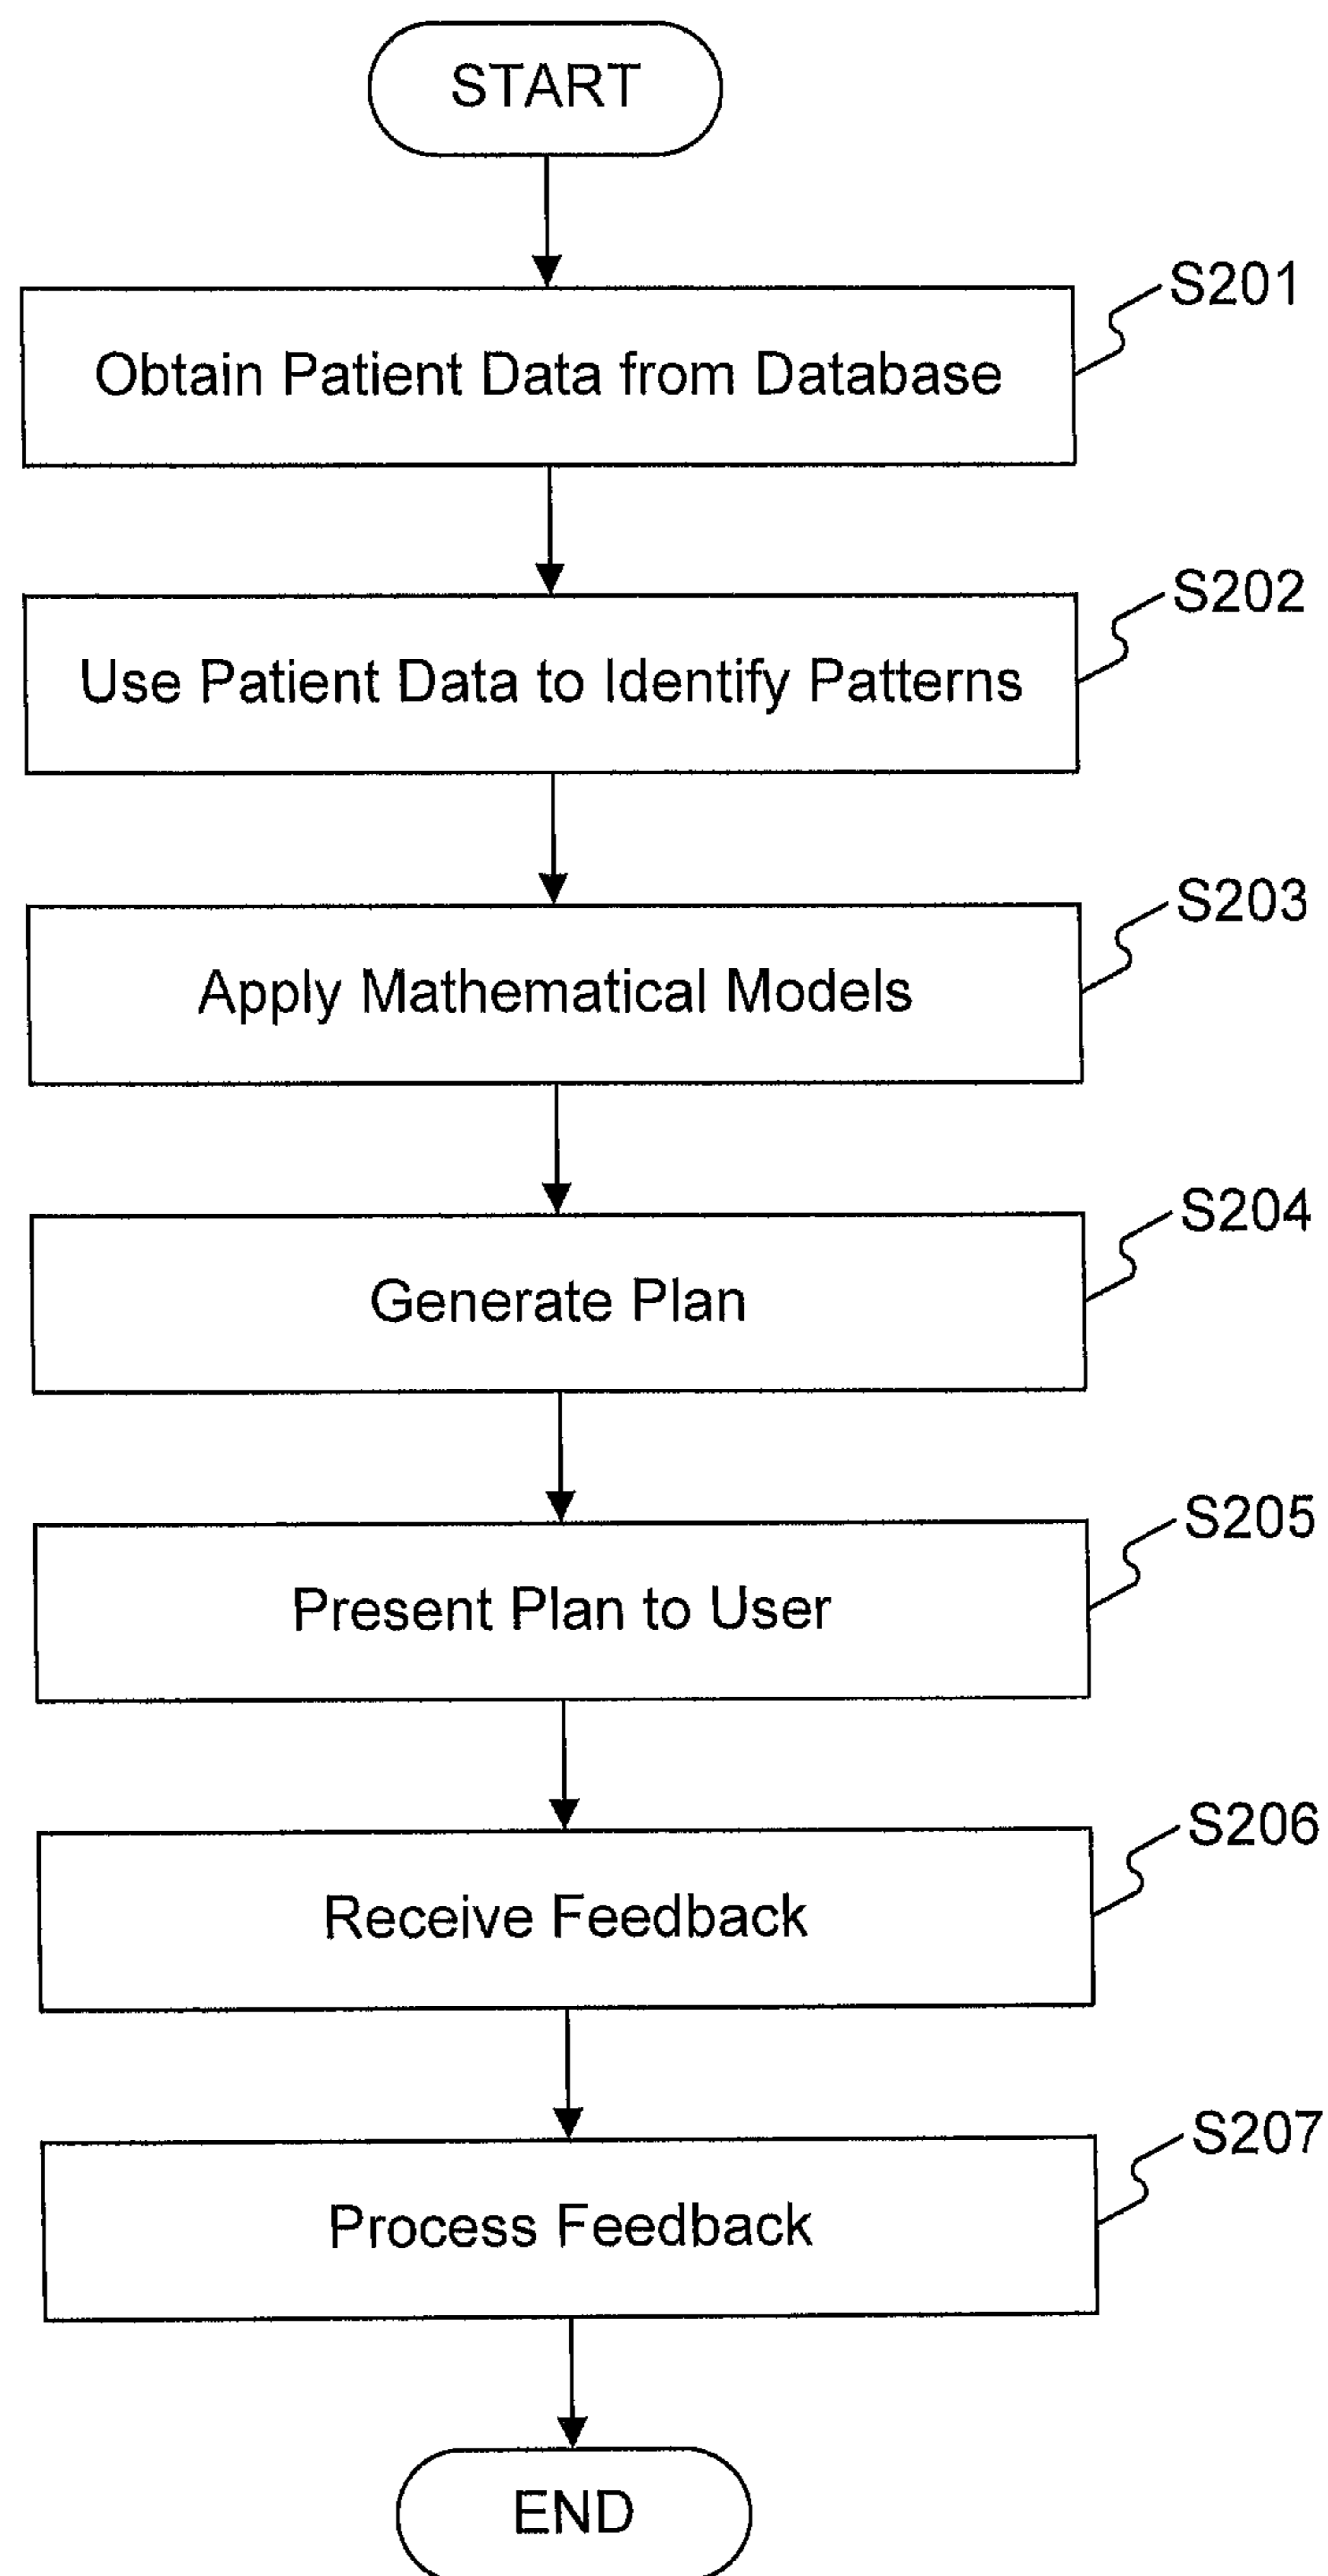 START
S201
Obtain Patient Data from Database
S202
Use Patient Data to Identify Patterns
S203
Apply Mathematical Models
S204
Generate Plan
S205
Present Plan to User
S206
Receive Feedback
S207
Process Feedback
END